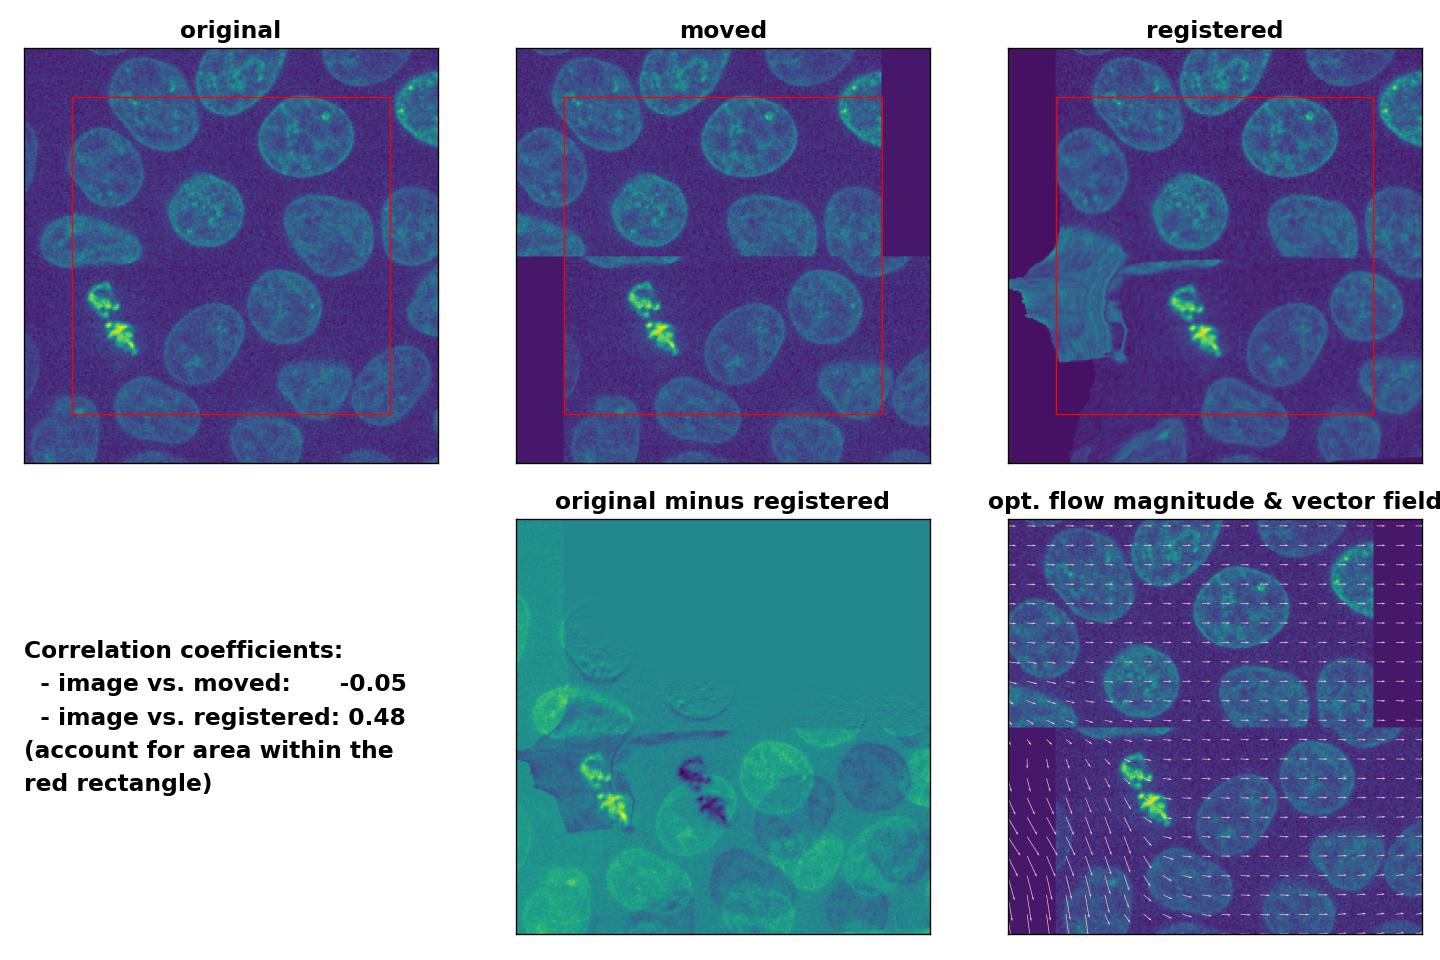 original
moved
registered
original minus registered
opt. flow magnitude & vector field
Correlation coefficients:
- image vs. moved: -0.05
- image vs. registered: 0.48
(account for area within the
red rectangle)